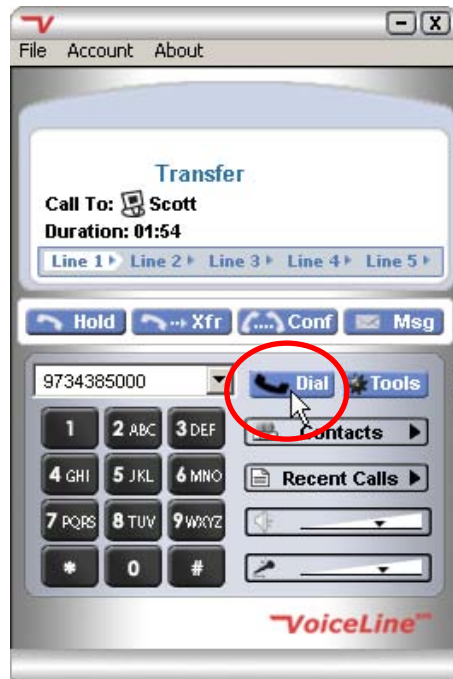 File Account About
Transfer
Call To: Scott
Duration: 01:54
Line 1 Line 2 Line 3 Line 4 Line 5
Hold Xfr Conf Msg
9734385000 Dial Tools
1 2 ABC 3 DEF Contacts
4 GHI 5 JKL 6 MNO Recent Calls
7 PQRS 8 TUV 9 WXYZ
* 0 #
VoiceLine